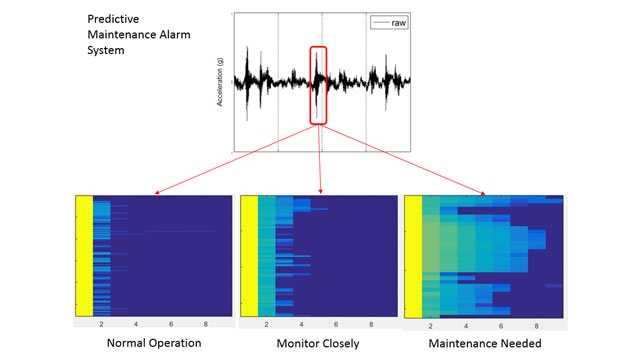 Predictive
Maintenance Alarm
System
raw
Acceleration (g)
2 4 6 8
2 4 6 8
2 4 6 8
Normal Operation
Monitor Closely
Maintenance Needed